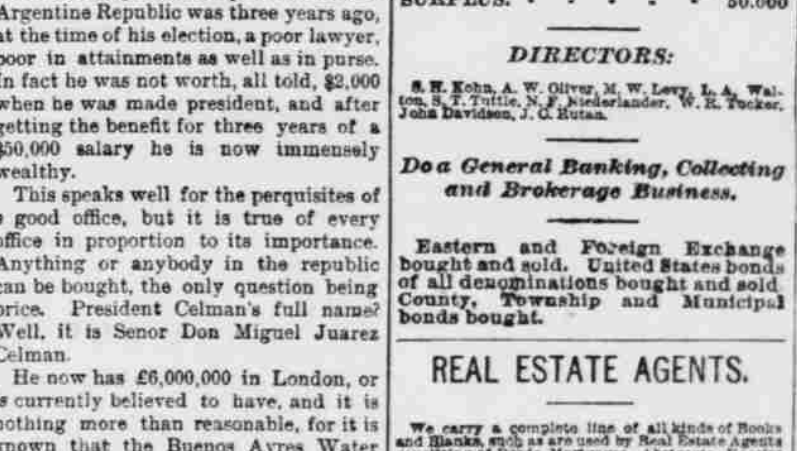 Argentine Republic was three years ago,
at the time of his election, a poor lawyer,
poor in attainments as well as in purse.
In fact he was not worth, all told, $2,000
when he was made president, and after
getting the benefit for three years of a
$50,000 salary he is now immensely
wealthy.
This speaks well for the perquisites of
a good office, but it is true of every
office in proportion to its importance.
Anything or anybody in the republic
can be bought, the only question being
price. President Celman's full name?
Well, it is Senor Don Miguel Juarez
Celman.
He now has £6,000,000 in London, or
is currently believed to have, and it is
nothing more than reasonable, for it is
known that the Buenos Ayres Water
SURPLUS. - - - - 50.000
DIRECTORS:
S. H. Kohn, A. W. Oliver, M. W. Levy, L. A. Wal-
ton, S. T. Tuttle, N. F. Niederlander, W. R. Tucker,
John Davidson, J. C. Rutan.
Do a General Banking, Collecting
and Brokerage Business.
Eastern and Foreign Exchange
bought and sold. United States bonds
of all denominations bought and sold
County, Township and Municipal
bonds bought.
REAL ESTATE AGENTS.
We carry a complete line of all kinds of Books
and Blanks, such as are used by Real Estate Agents